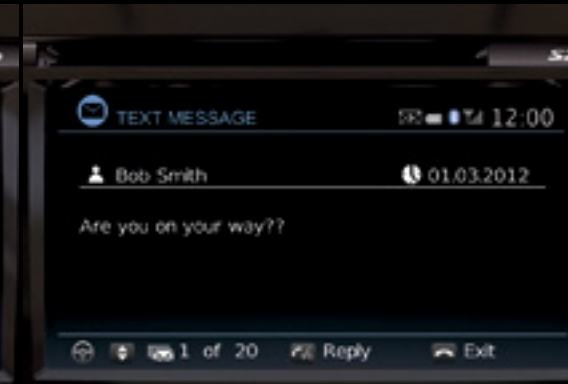 TEXT MESSAGE 12:00
Bob Smith 01.03.2012
Are you on your way??
1 of 20 Reply Exit